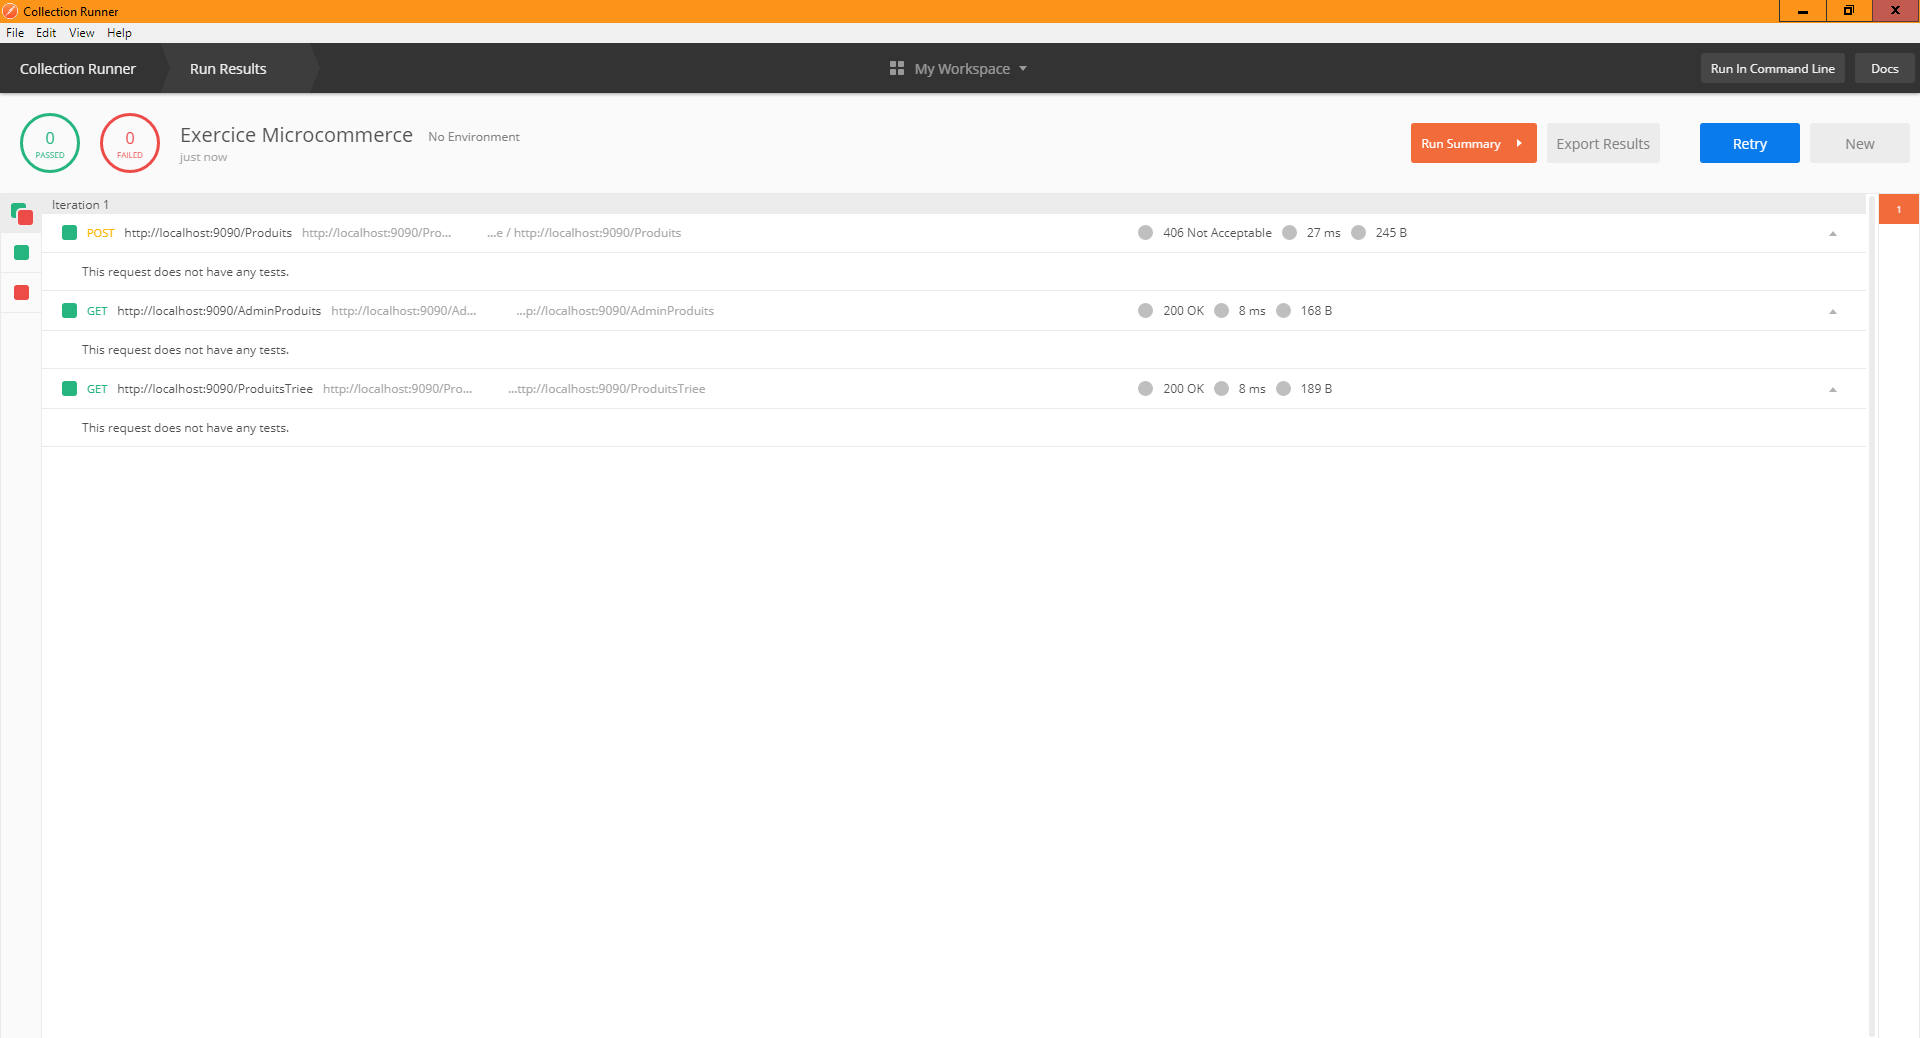 Collection Runner
File Edit View Help
Collection Runner Run Results My Workspace Run In Command Line Docs
0 PASSED
0 FAILED
Exercice Microcommerce No Environment
just now
Run Summary Export Results Retry New
Iteration 1
1
POST http://localhost:9090/Produits http://localhost:9090/Pro... ...e / http://localhost:9090/Produits 406 Not Acceptable 27 ms 245 B
This request does not have any tests.
GET http://localhost:9090/AdminProduits http://localhost:9090/Ad... ...p://localhost:9090/AdminProduits 200 OK 8 ms 168 B
This request does not have any tests.
GET http://localhost:9090/ProduitsTriee http://localhost:9090/Pro... ...ttp://localhost:9090/ProduitsTriee 200 OK 8 ms 189 B
This request does not have any tests.